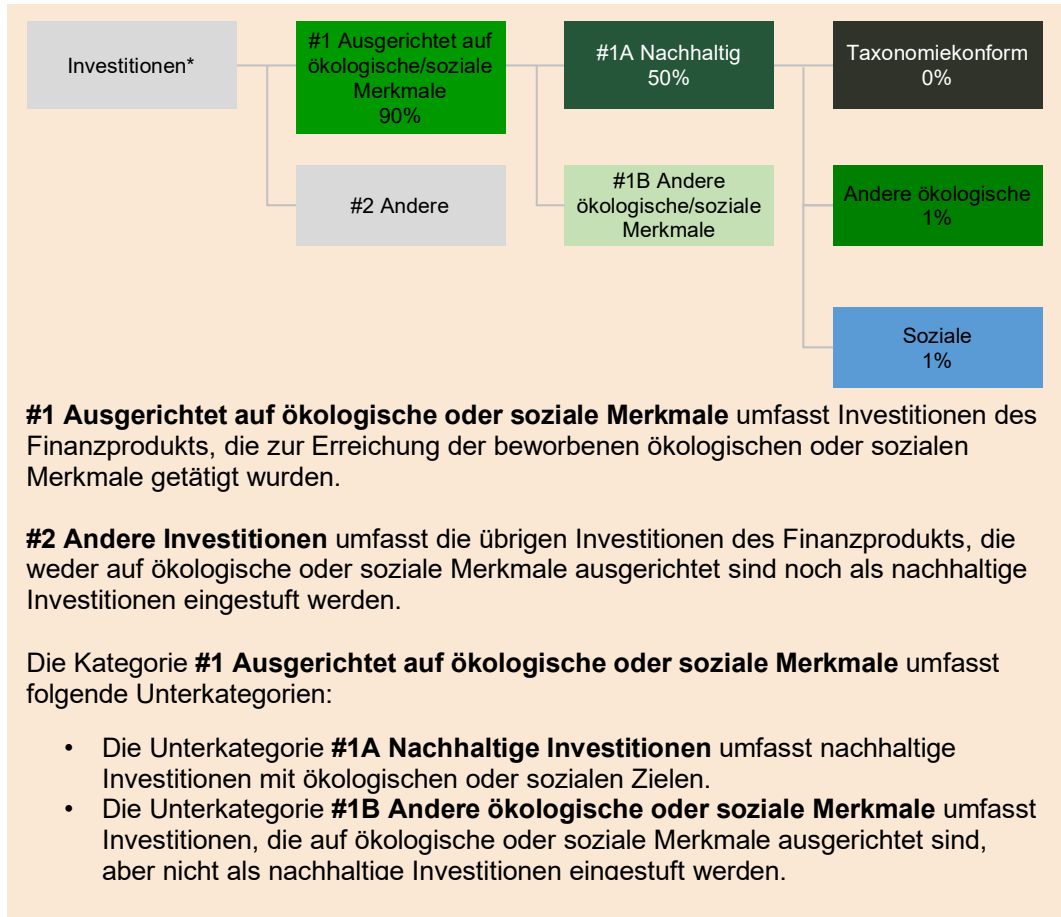 Investitionen*
#1 Ausgerichtet auf
ökologische/soziale
Merkmale
90%
#1A Nachhaltig
50%
Taxonomiekonform
0%
#2 Andere
#1B Andere
ökologische/soziale
Merkmale
Andere ökologische
1%
Soziale
1%
#1 Ausgerichtet auf ökologische oder soziale Merkmale umfasst Investitionen des
Finanzprodukts, die zur Erreichung der beworbenen ökologischen oder sozialen
Merkmale getätigt wurden.
#2 Andere Investitionen umfasst die übrigen Investitionen des Finanzprodukts, die
weder auf ökologische oder soziale Merkmale ausgerichtet sind noch als nachhaltige
Investitionen eingestuft werden.
Die Kategorie #1 Ausgerichtet auf ökologische oder soziale Merkmale umfasst
folgende Unterkategorien:
• Die Unterkategorie #1A Nachhaltige Investitionen umfasst nachhaltige
Investitionen mit ökologischen oder sozialen Zielen.
• Die Unterkategorie #1B Andere ökologische oder soziale Merkmale umfasst
Investitionen, die auf ökologische oder soziale Merkmale ausgerichtet sind,
aber nicht als nachhaltige Investitionen eingestuft werden.